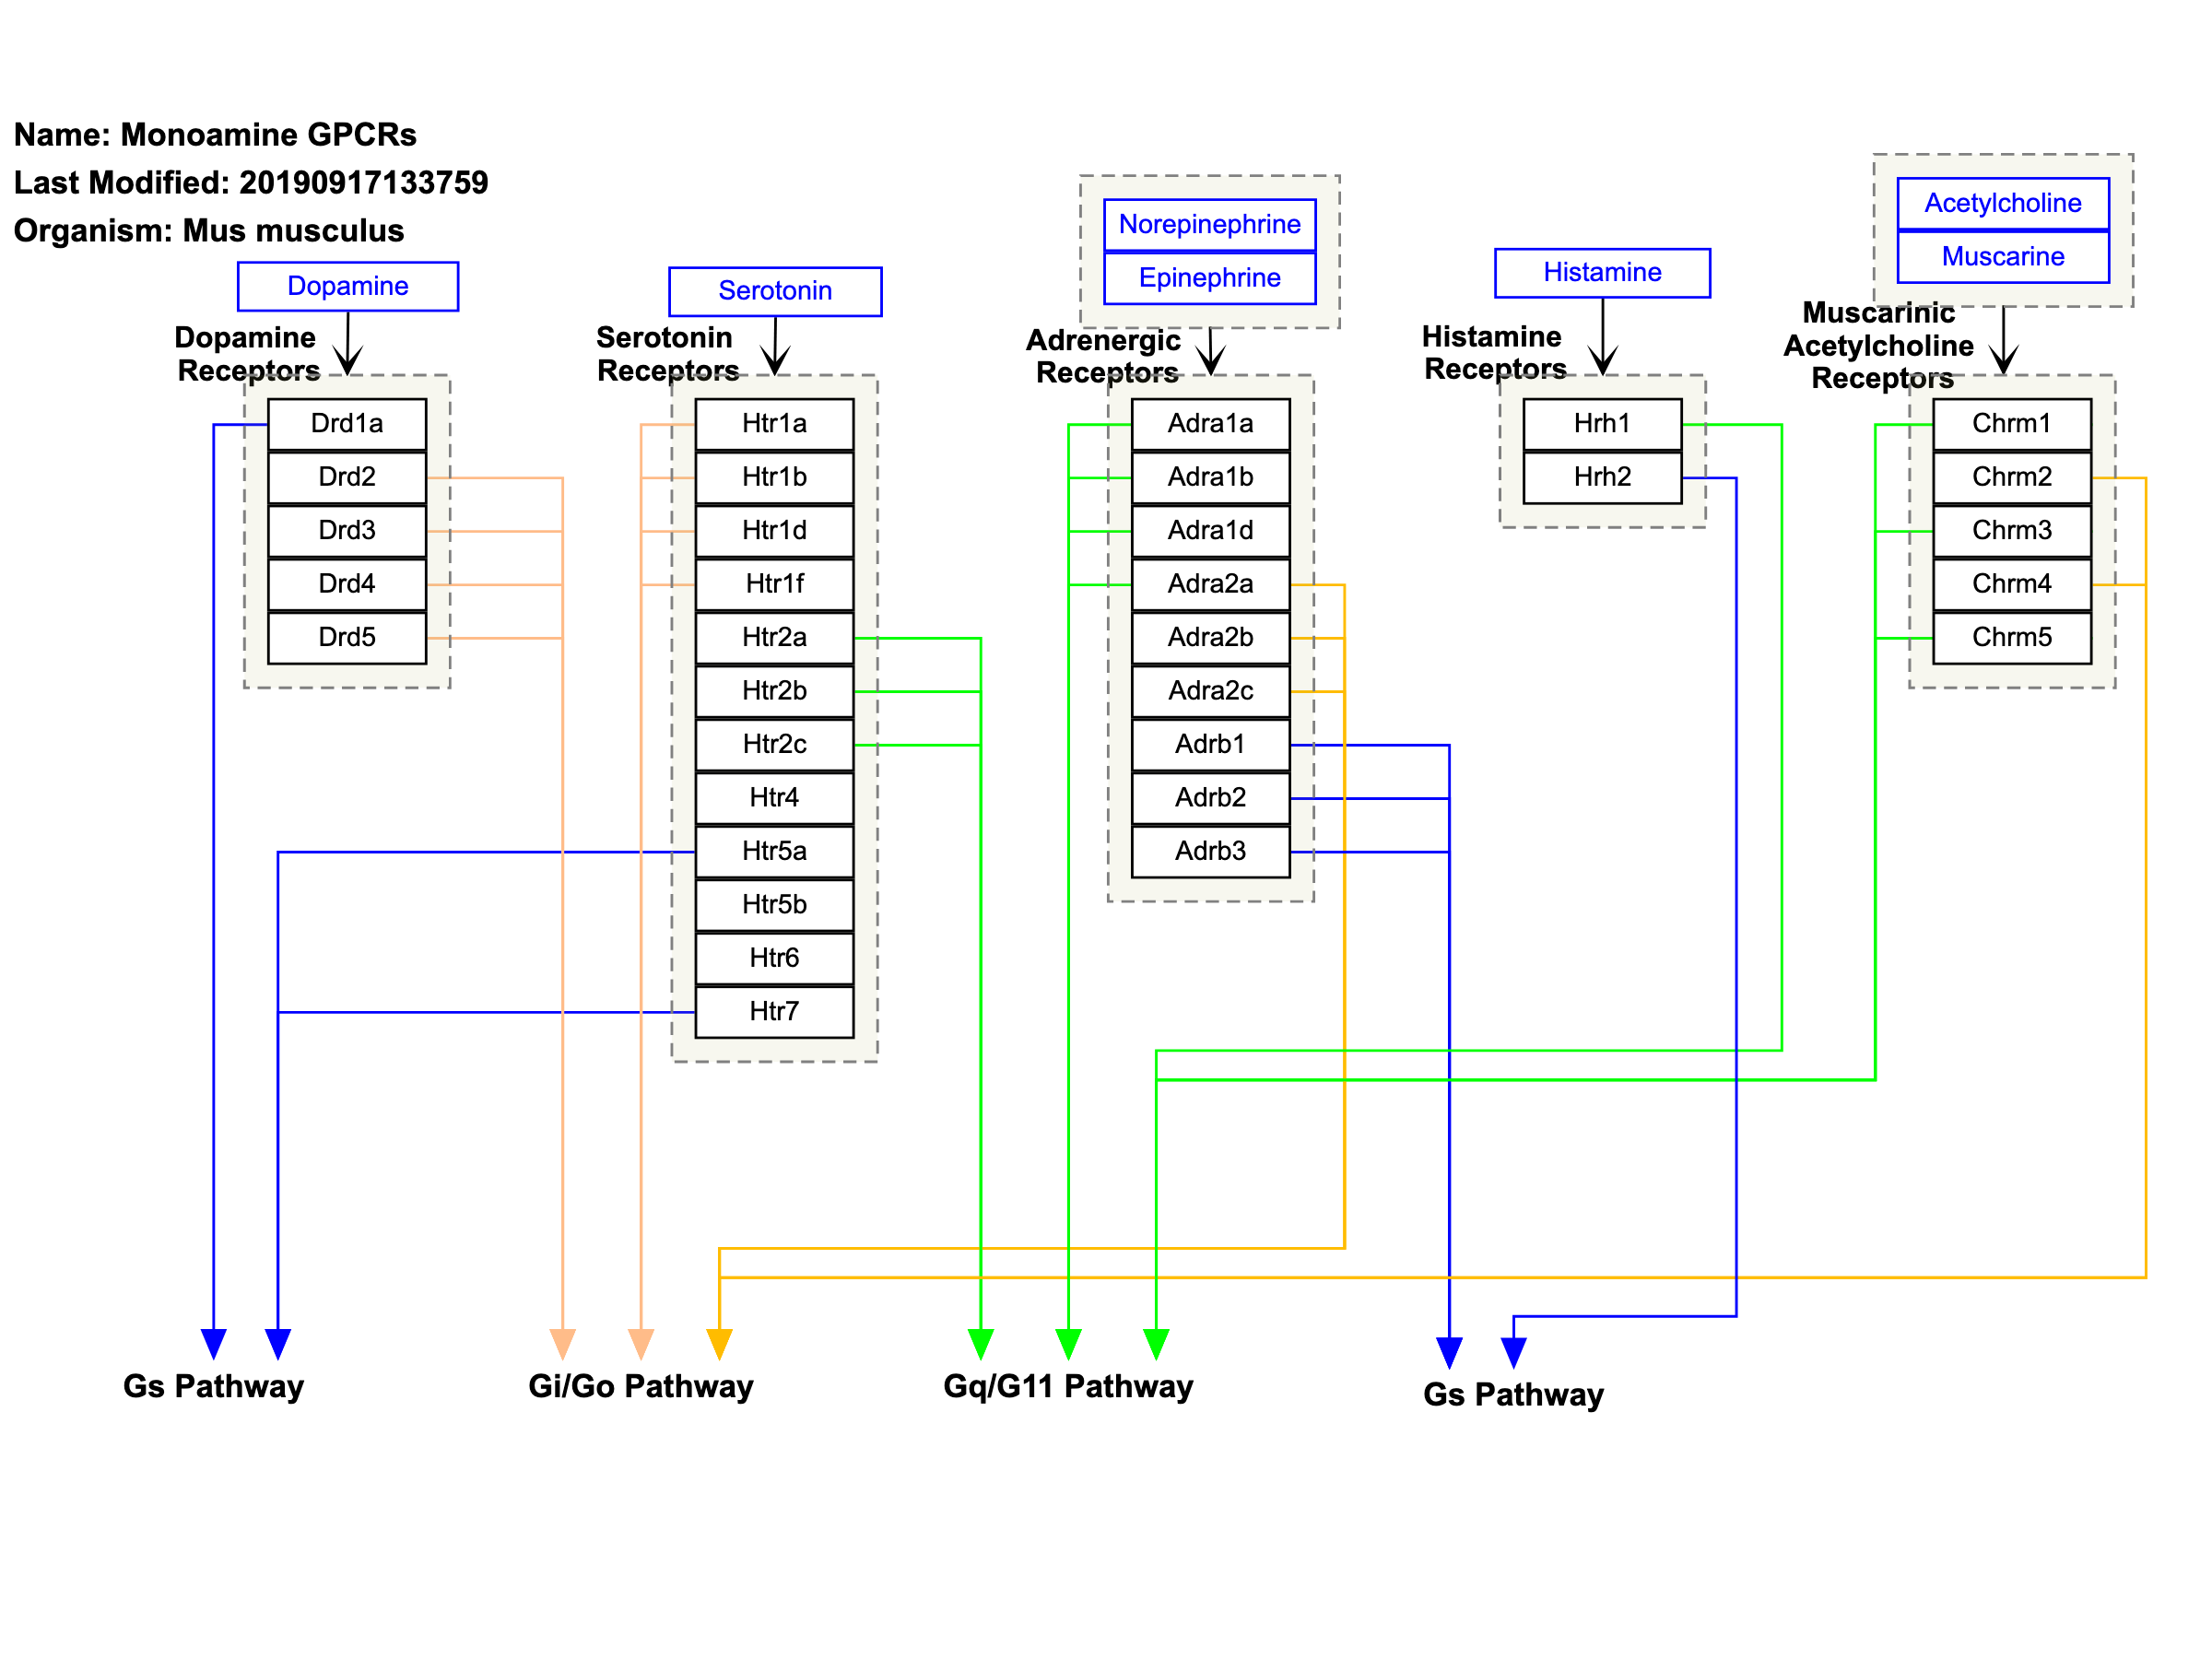 Name: Monoamine GPCRs
Last Modified: 20190917133759
Organism: Mus musculus
Dopamine
Serotonin
Norepinephrine
Epinephrine
Histamine
Acetylcholine
Muscarine
Dopamine
Receptors
Serotonin
Receptors
Adrenergic
Receptors
Histamine
Receptors
Muscarinic
Acetylcholine
Receptors
Drd1a
Drd2
Drd3
Drd4
Drd5
Htr1a
Htr1b
Htr1d
Htr1f
Htr2a
Htr2b
Htr2c
Htr4
Htr5a
Htr5b
Htr6
Htr7
Adra1a
Adra1b
Adra1d
Adra2a
Adra2b
Adra2c
Adrb1
Adrb2
Adrb3
Hrh1
Hrh2
Chrm1
Chrm2
Chrm3
Chrm4
Chrm5
Gs Pathway
Gi/Go Pathway
Gq/G11 Pathway
Gs Pathway